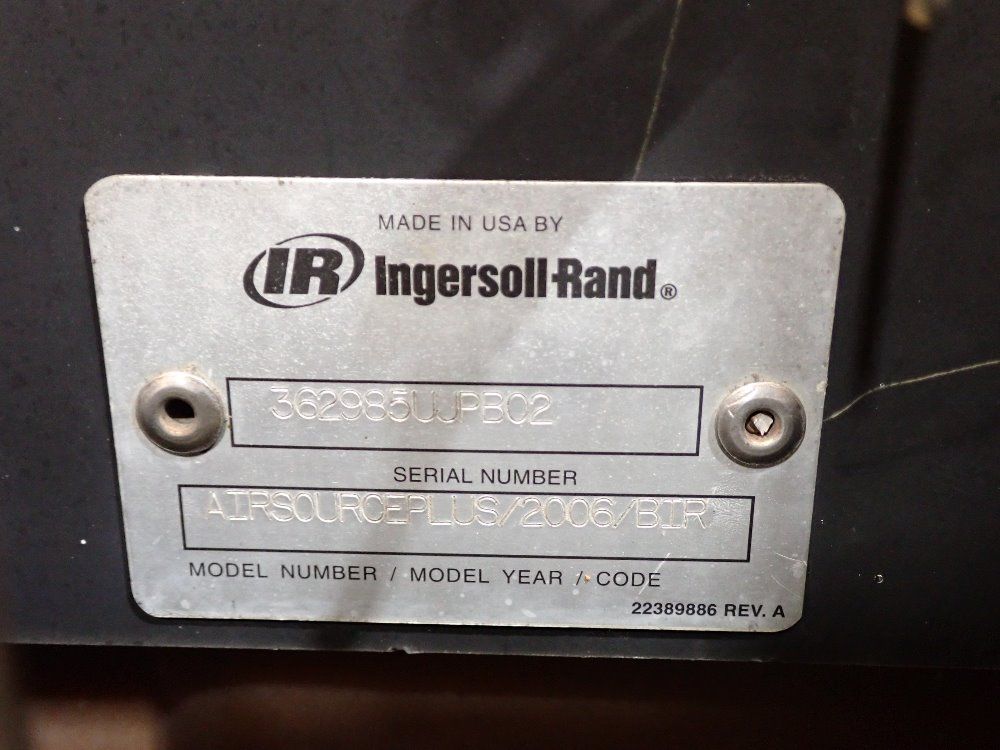 MADE IN USA BY
IR Ingersoll-Rand®
362985UJPB02
SERIAL NUMBER
AIRSOURCEPLUS/2006/BIR
MODEL NUMBER / MODEL YEAR / CODE
22389886 REV. A